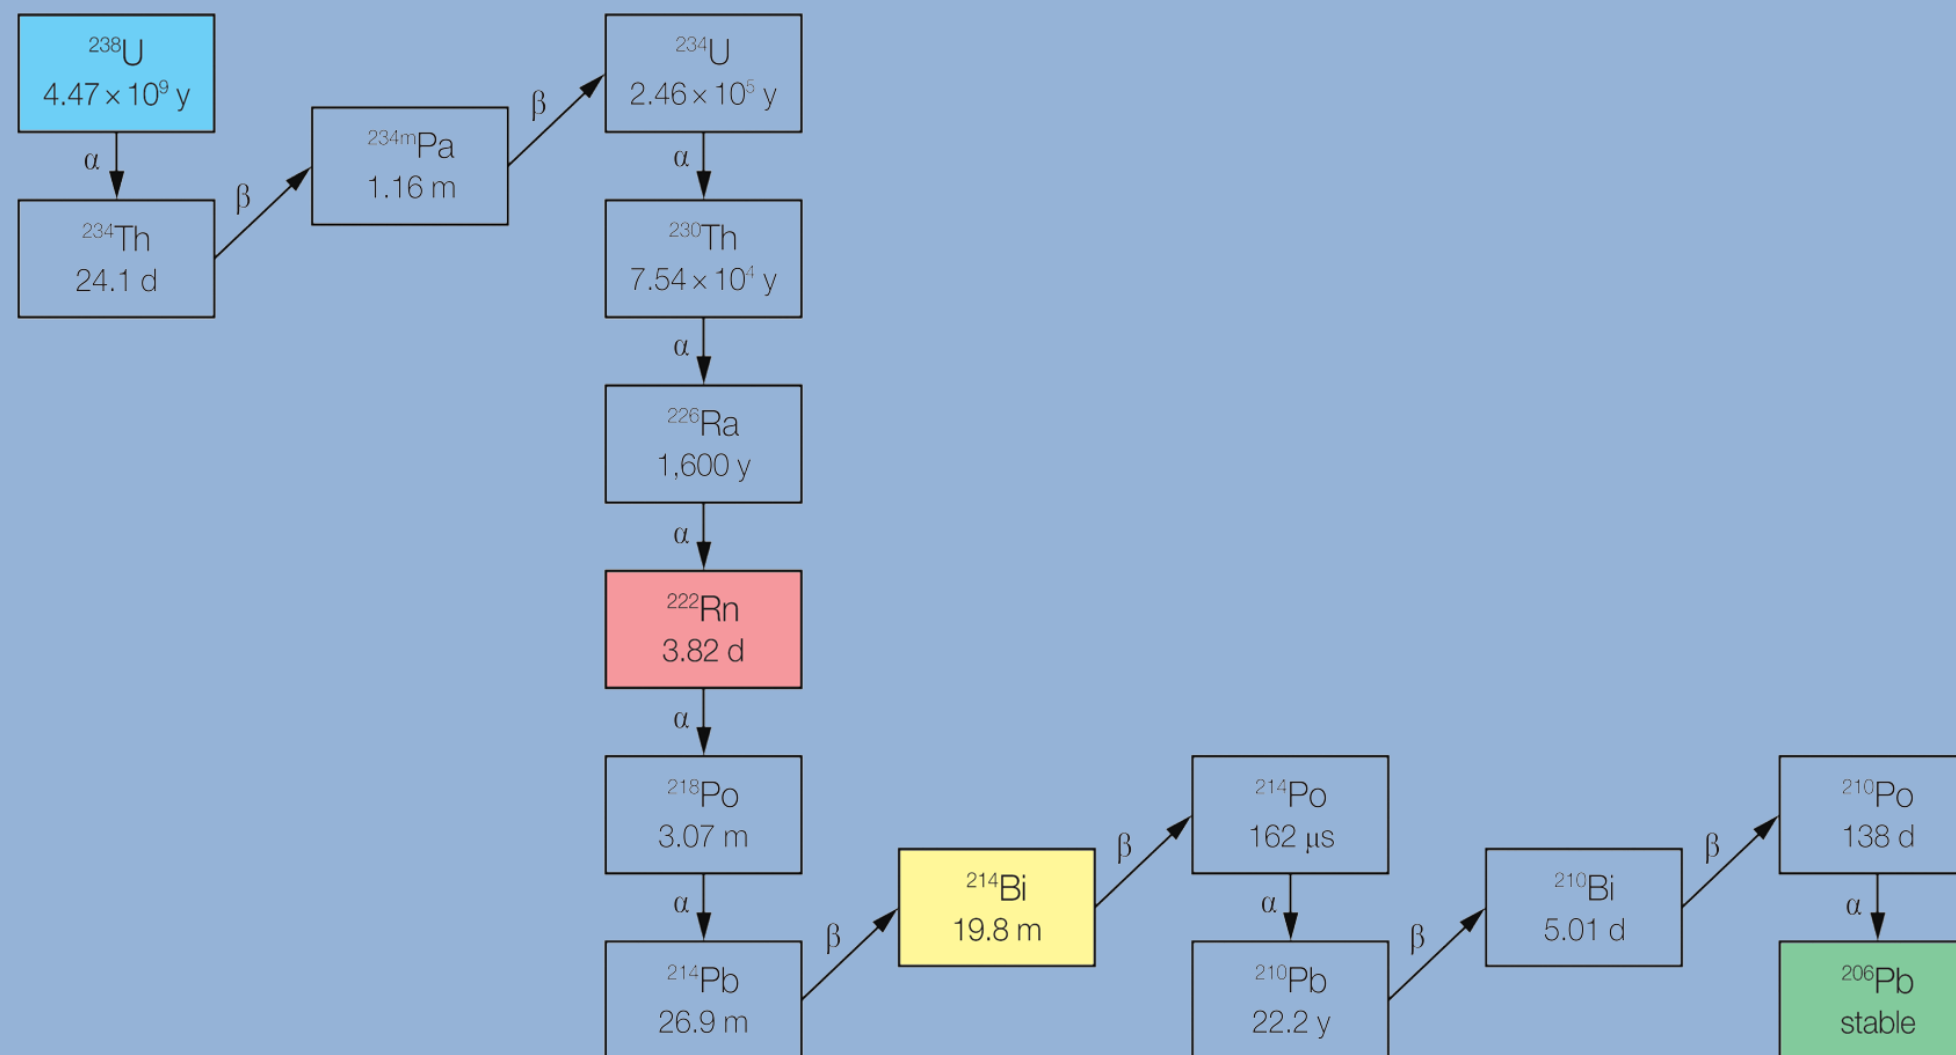 ²³⁸U
4.47 × 10⁹ y
α
²³⁴Th
24.1 d
β
²³⁴ᵐPa
1.16 m
β
²³⁴U
2.46 × 10⁵ y
α
²³⁰Th
7.54 × 10⁴ y
α
²²⁶Ra
1,600 y
α
²²²Rn
3.82 d
α
²¹⁸Po
3.07 m
α
²¹⁴Pb
26.9 m
β
²¹⁴Bi
19.8 m
β
²¹⁴Po
162 µs
α
²¹⁰Pb
22.2 y
β
²¹⁰Bi
5.01 d
β
²¹⁰Po
138 d
α
²⁰⁶Pb
stable